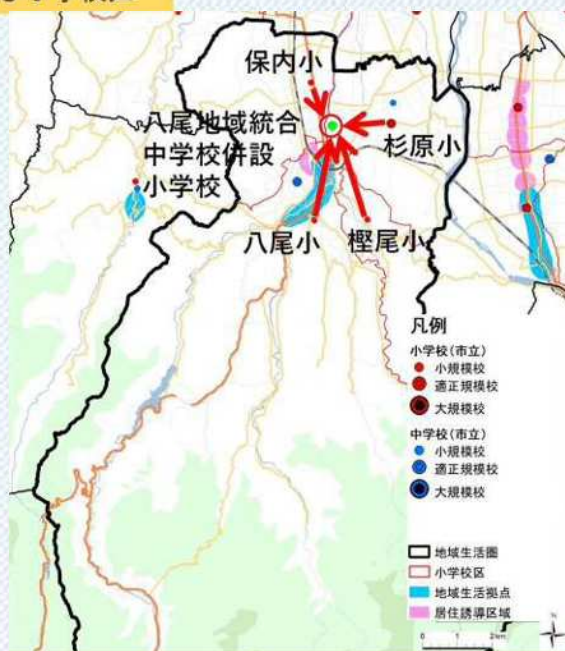 保内小
八尾地域統合
中学校併設
小学校
杉原小
八尾小
樫尾小
凡例
小学校(市立)
小規模校
適正規模校
大規模校
中学校(市立)
小規模校
適正規模校
大規模校
地域生活圏
小学校区
地域生活拠点
居住誘導区域
N
0 1 2km